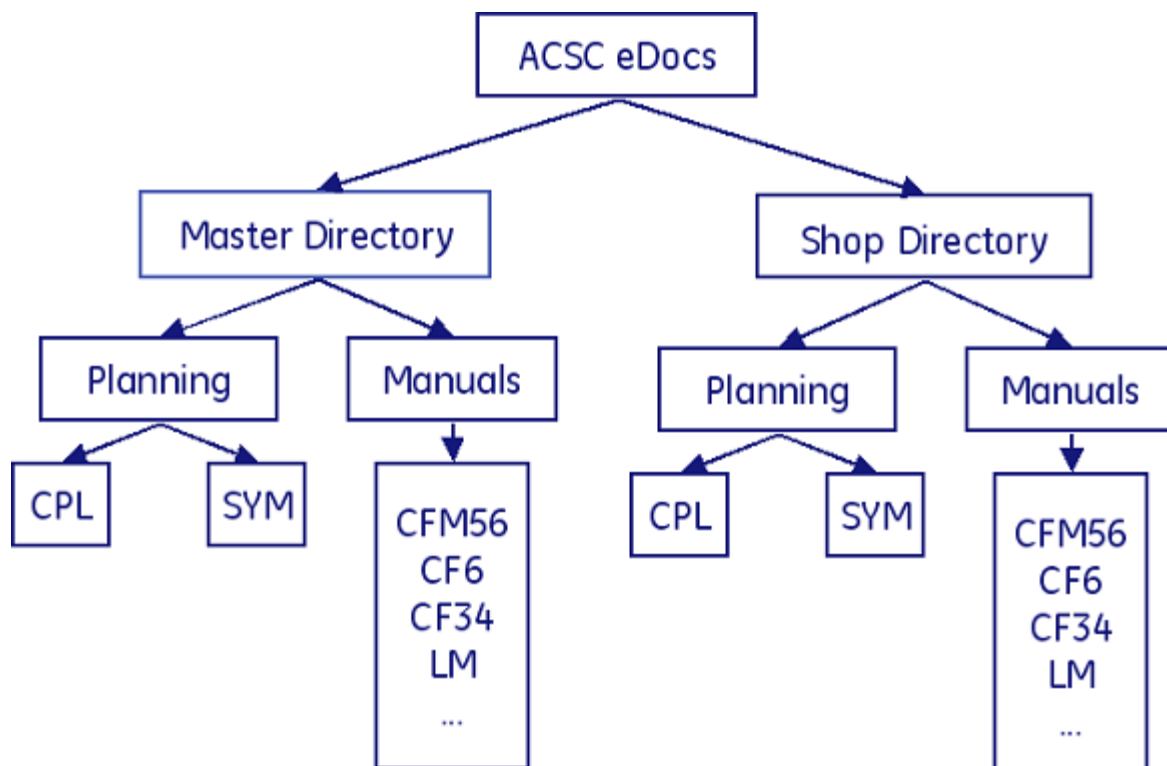 ACSC eDocs
Master Directory
Shop Directory
Planning
Manuals
Planning
Manuals
CPL
SYM
CFM56
CF6
CF34
LM
...
CPL
SYM
CFM56
CF6
CF34
LM
...